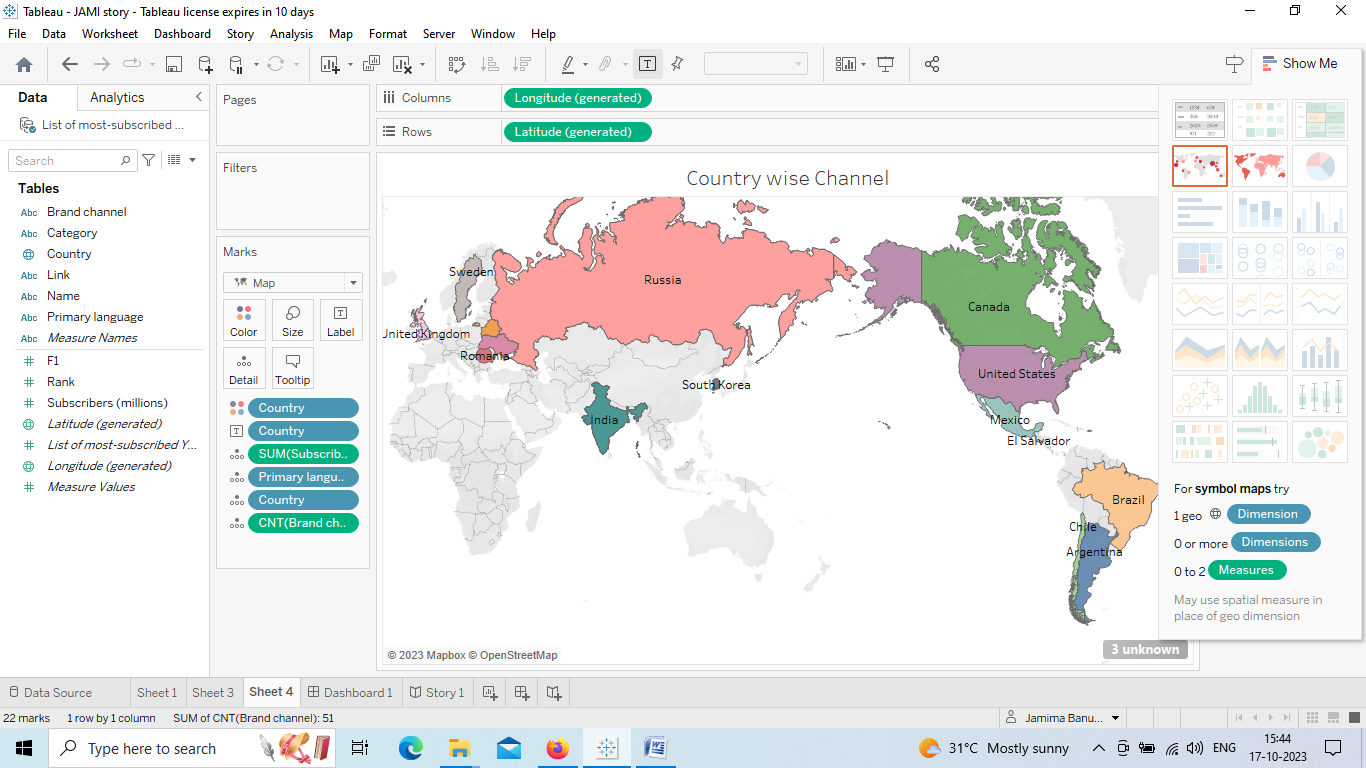 Tableau - JAMI story - Tableau license expires in 10 days
File Data Worksheet Dashboard Story Analysis Map Format Server Window Help
Show Me
Data Analytics
List of most-subscribed ...
Search
Tables
Abc Brand channel
Abc Category
Country
Abc Link
Abc Name
Abc Primary language
Abc Measure Names
# F1
# Rank
# Subscribers (millions)
Latitude (generated)
# List of most-subscribed Y...
Longitude (generated)
# Measure Values
Pages
Filters
Marks
Map
Color Size Label
Detail Tooltip
Country
Country
SUM(Subscrib..
Primary langu..
Country
CNT(Brand ch..
Columns Longitude (generated)
Rows Latitude (generated)
Country wise Channel
Sweden
Russia
Canada
United Kingdom
Romania
United States
South Korea
India
Mexico
El Salvador
Brazil
Chile
Argentina
© 2023 Mapbox © OpenStreetMap
3 unknown
For symbol maps try
1 geo Dimension
0 or more Dimensions
0 to 2 Measures
May use spatial measure in
place of geo dimension
Data Source Sheet 1 Sheet 3 Sheet 4 Dashboard 1 Story 1
22 marks 1 row by 1 column SUM of CNT(Brand channel): 51
Jamima Banu...
Type here to search
31°C Mostly sunny
ENG
15:44
17-10-2023